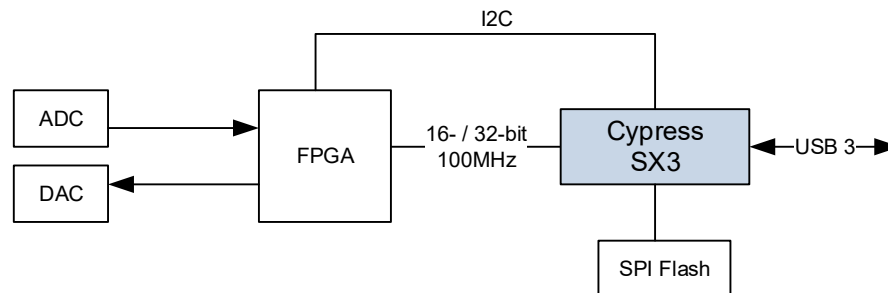 I2C
ADC
DAC
FPGA
16- / 32-bit
100MHz
Cypress
SX3
USB 3
SPI Flash